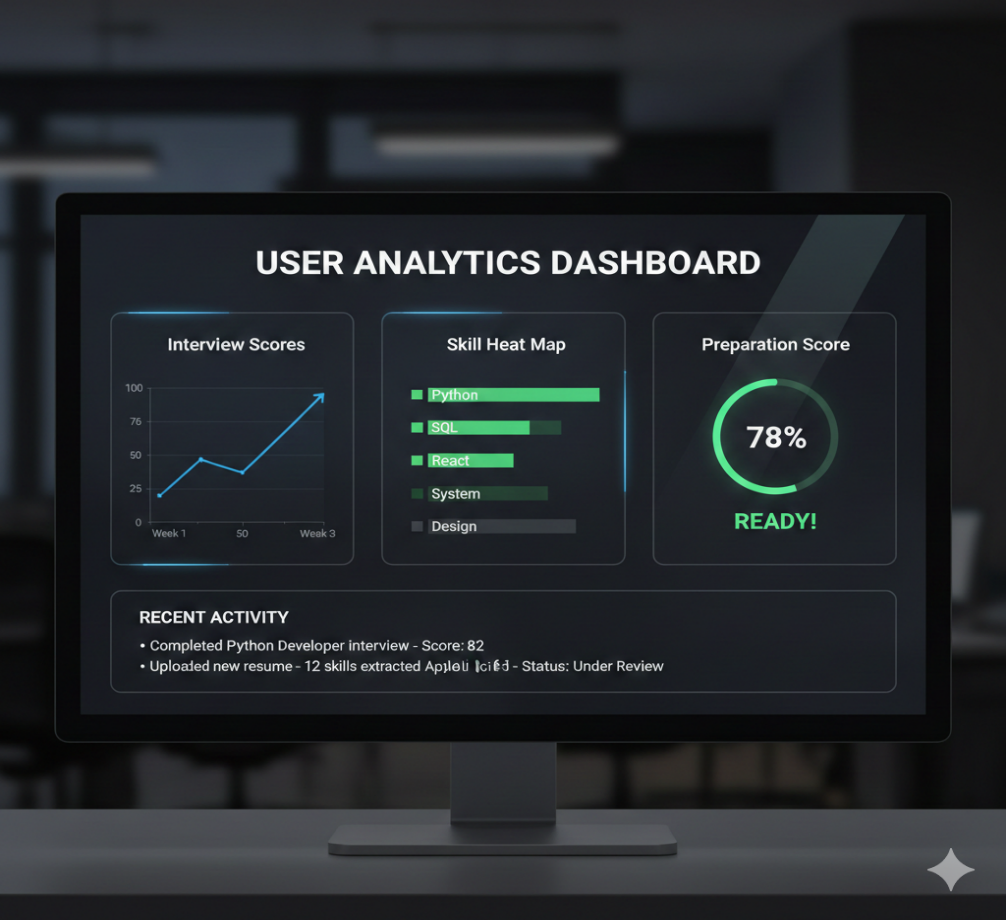 USER ANALYTICS DASHBOARD
Interview Scores
100
76
50
25
0
Week 1
50
Week 3
Skill Heat Map
Python
SQL
React
System
Design
Preparation Score
78%
READY!
RECENT ACTIVITY
• Completed Python Developer interview - Score: 82
• Uploaded new resume - 12 skills extracted - Status: Under Review